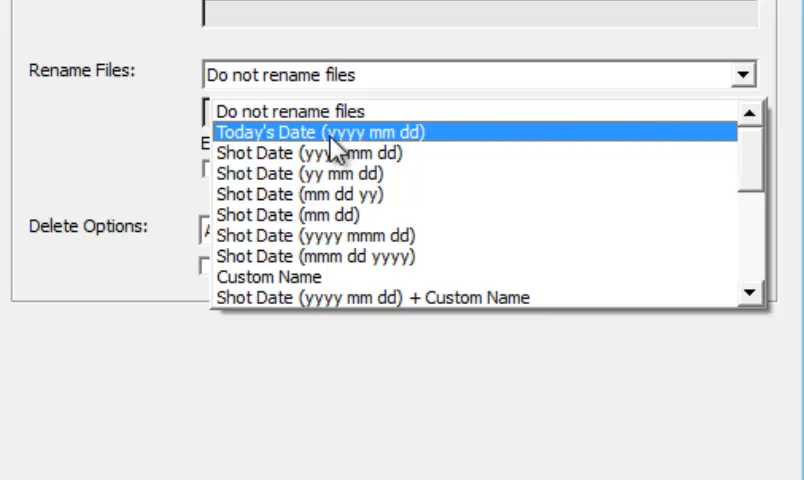 Rename Files:
Do not rename files
Do not rename files
Today's Date (yyyy mm dd)
Shot Date (yyyy mm dd)
Shot Date (yy mm dd)
Shot Date (mm dd yy)
Shot Date (mm dd)
Shot Date (yyyy mmm dd)
Shot Date (mmm dd yyyy)
Custom Name
Shot Date (yyyy mm dd) + Custom Name
Delete Options: